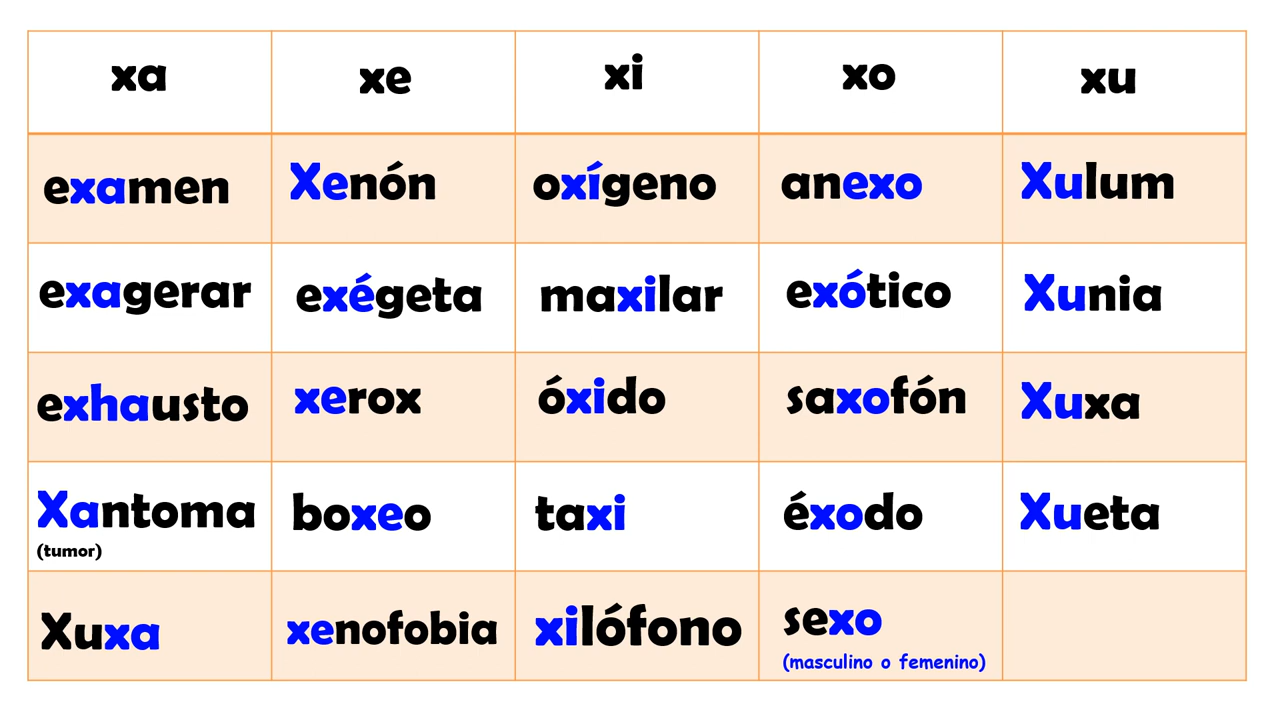 xa xe xi xo xu
examen Xenón oxígeno anexo Xulum
exagerar exégeta maxilar exótico Xunia
exhausto xerox óxido saxofón Xuxa
Xantoma boxeo taxi éxodo Xueta
(tumor)
Xuxa xenofobia xilófono sexo
(masculino o femenino)